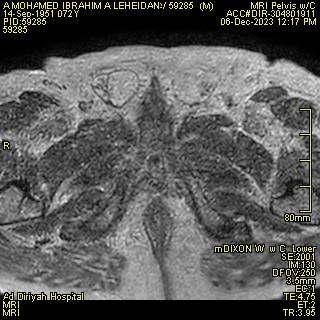 A MOHAMED IBRAHIM A LEHEIDAN:/ 59285 (M)
14-Sep-1951 072Y
PID:59285
59285
MRI Pelvis w/C
ACC#DIR-304801911
06-Dec-2023 12:17 PM
R
80mm
mDIXON W w C Lower
SE:2001
IM:130
DFOV:250
3.5mm
EC:1
TE:4.75
ET:2
TR:3.95
Ad Diriyah Hospital
MRI
MRI